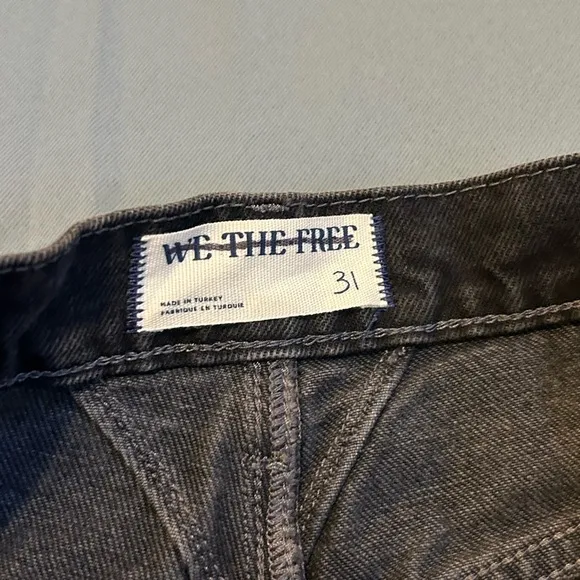 WE THE FREE
31
MADE IN TURKEY
FABRIQUE EN TURQUIE